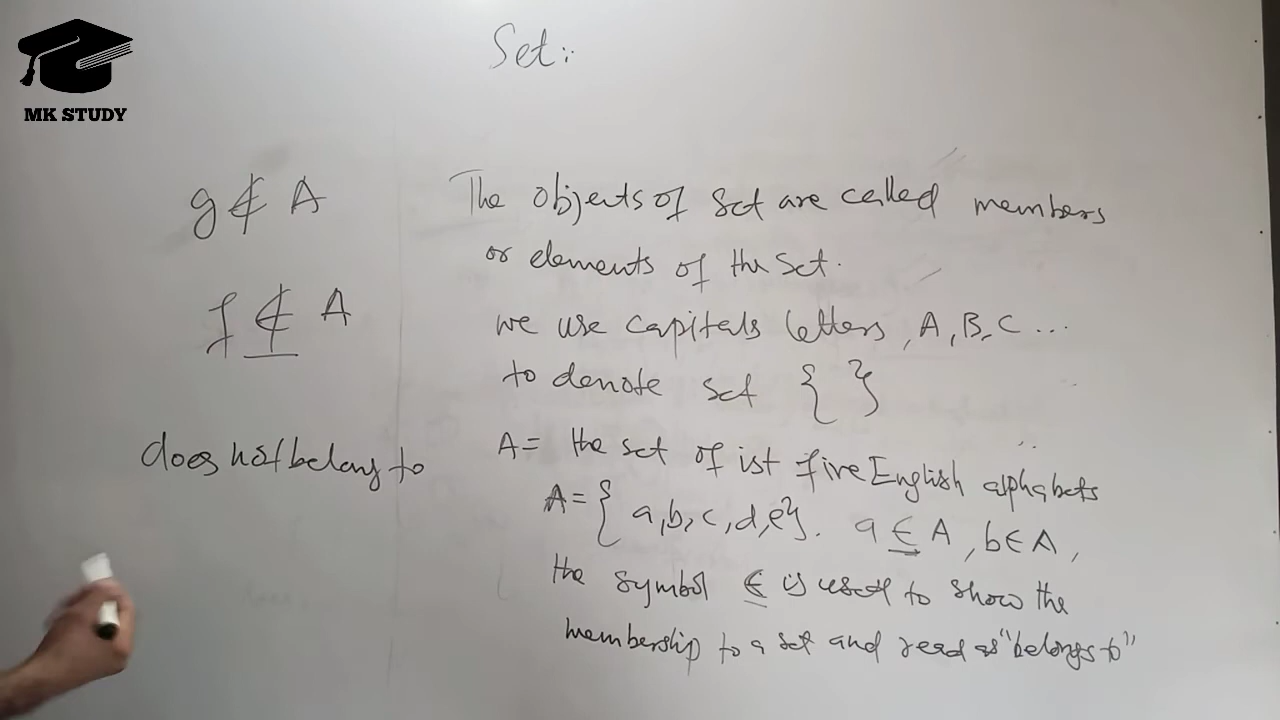 MK STUDY
Set:-
g ∉ A
f ∉ A
does not belong to
The objects of Set are called members
or elements of the Set.
we use capitals letters, A, B, C ...
to denote set { }
A = the set of ist five English alphabets
A = { a, b, c, d, e }. a ∈ A, b ∈ A,
the symbol ∈ is used to show the
membership to a set and read as "belongs to"